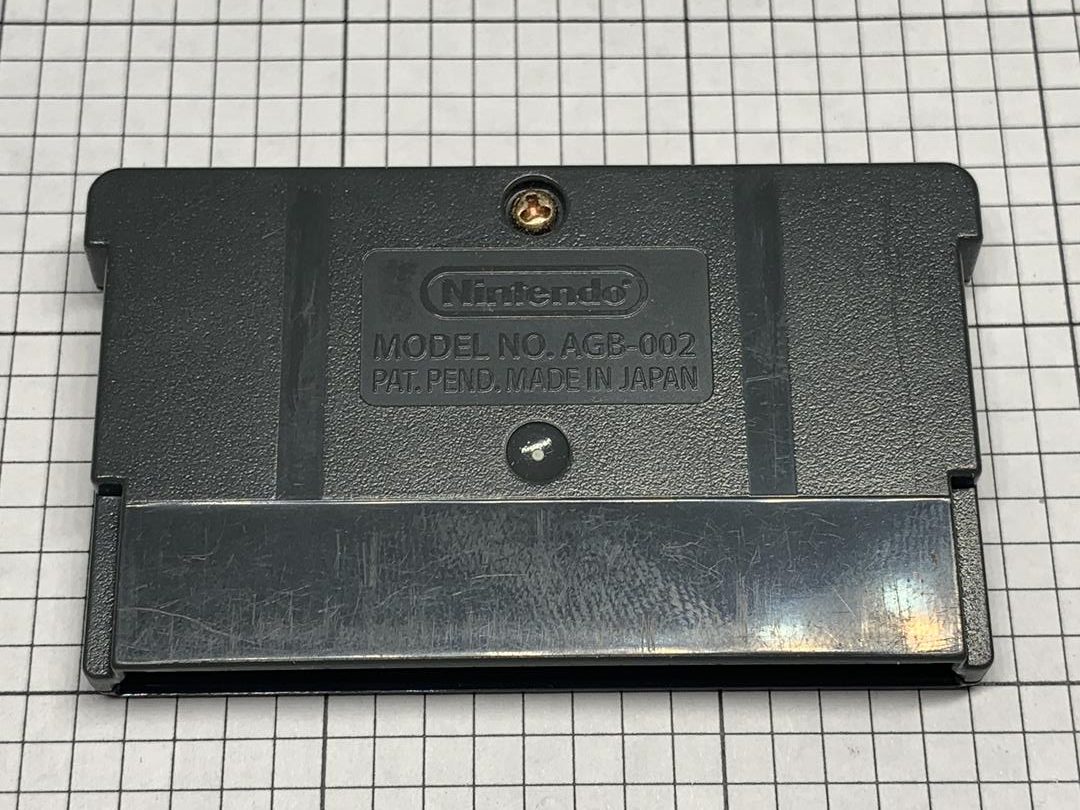 Nintendo®
MODEL NO. AGB-002
PAT. PEND. MADE IN JAPAN